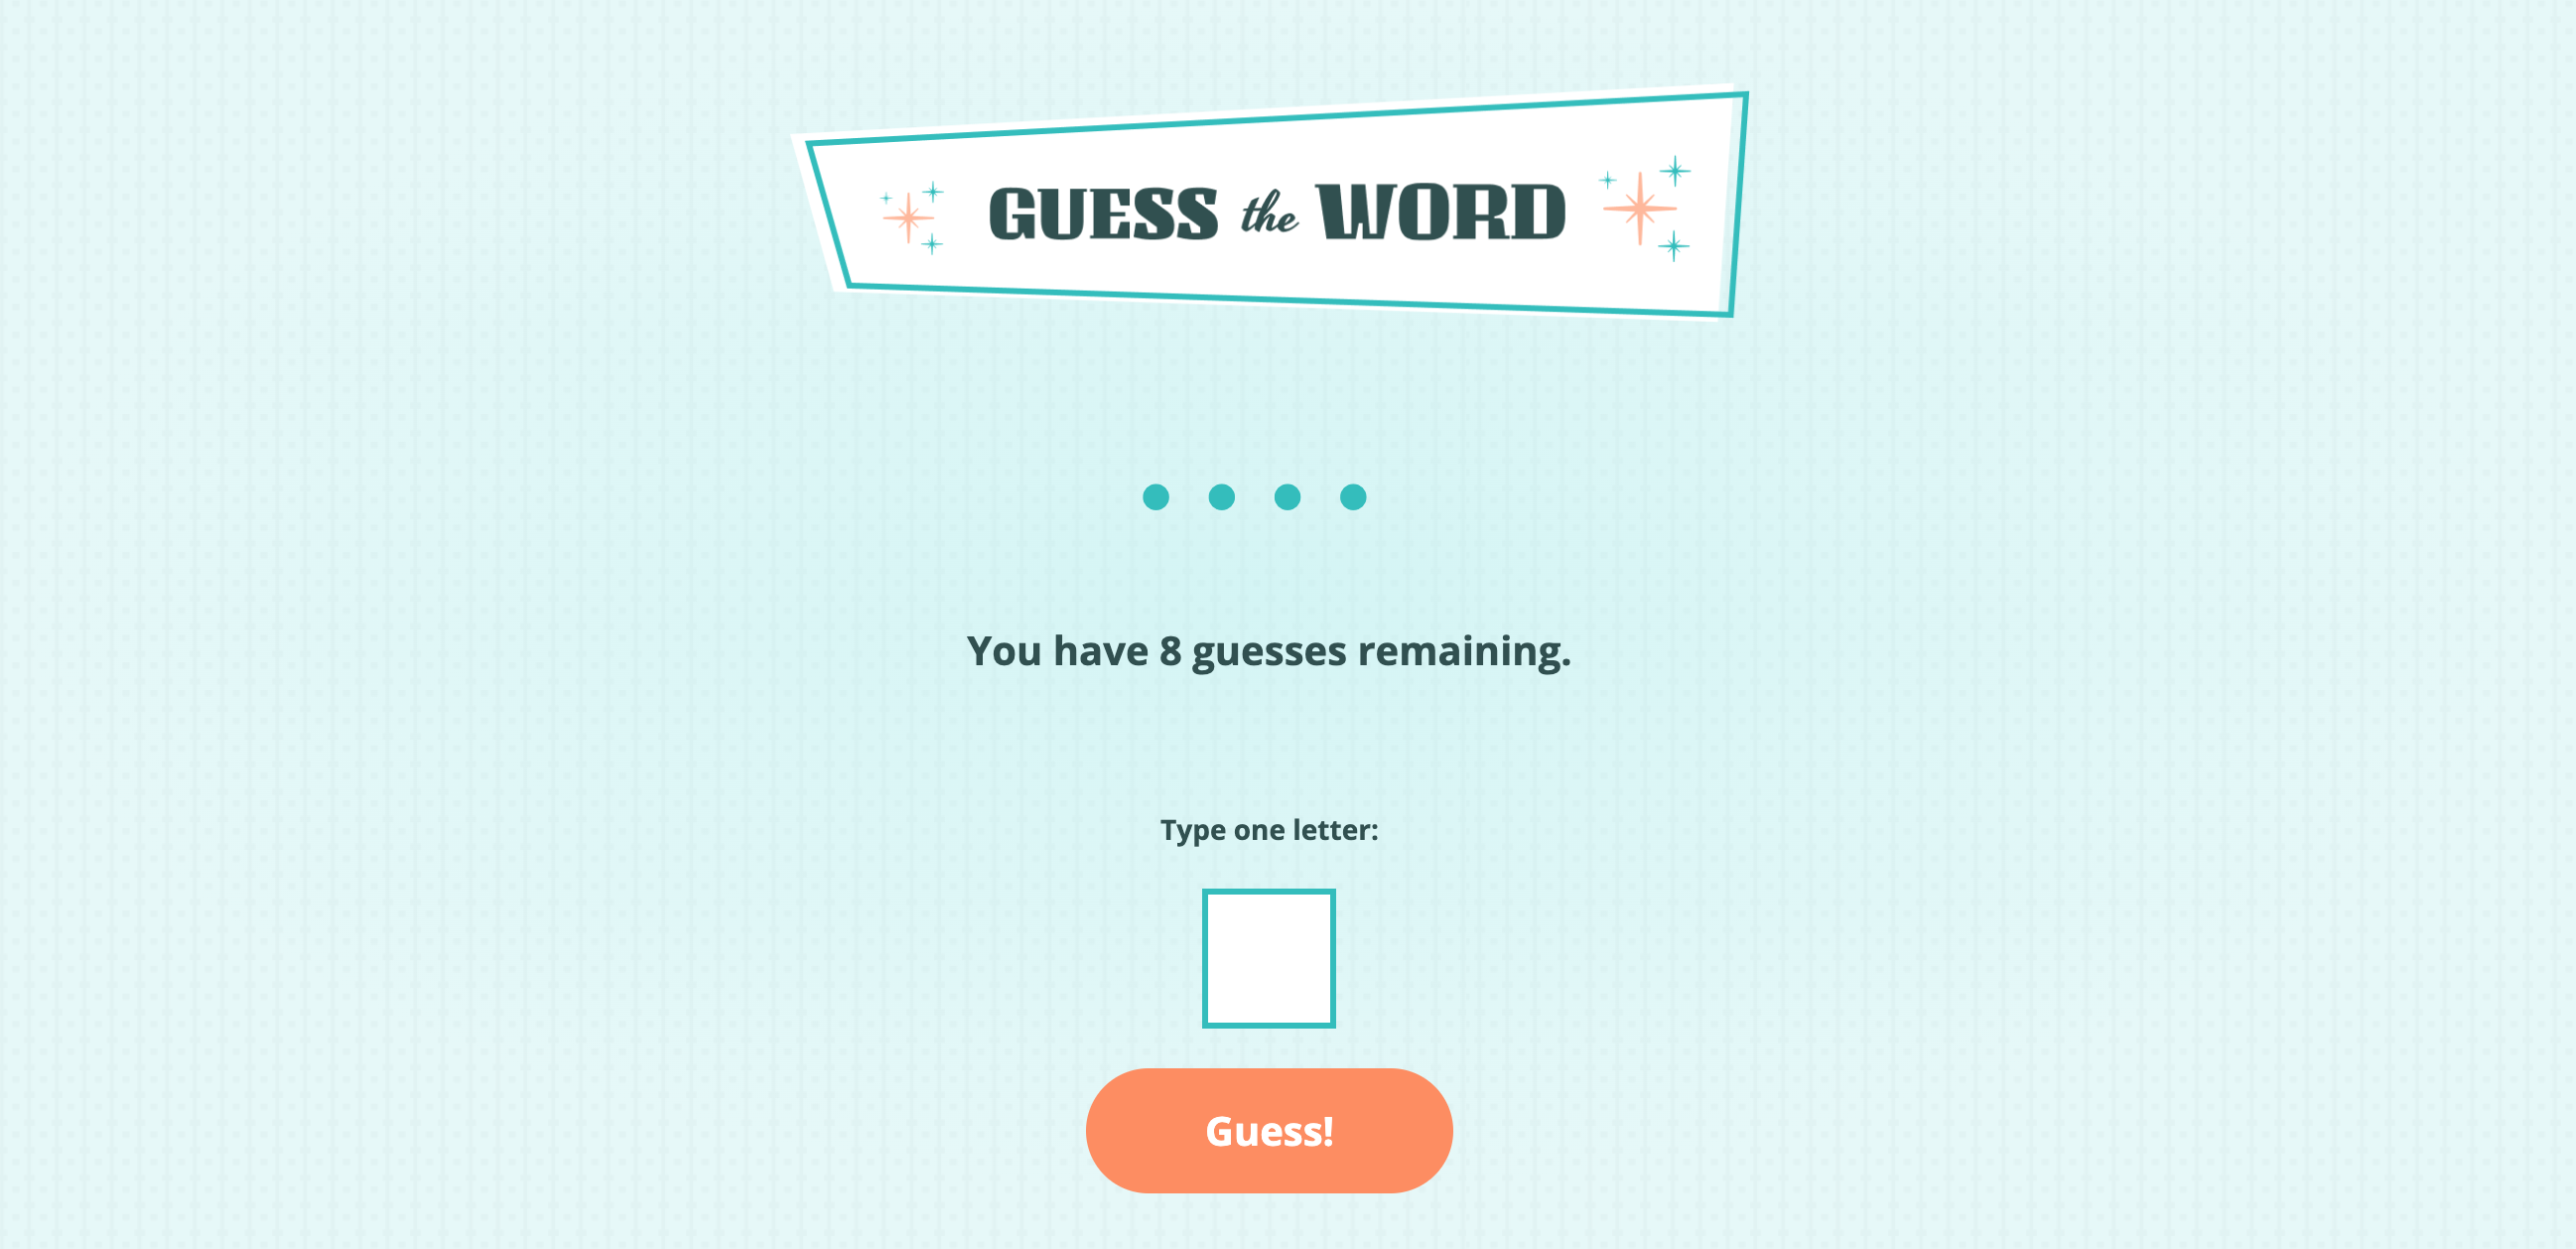 GUESS the WORD
● ● ● ●
You have 8 guesses remaining.
Type one letter:
Guess!